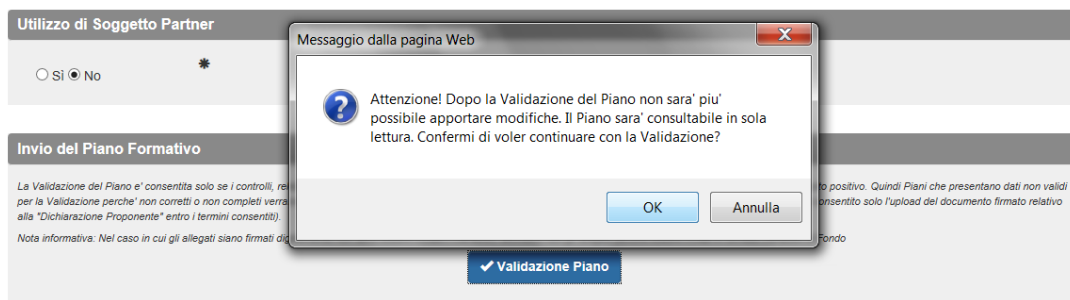 Utilizzo di Soggetto Partner
Messaggio dalla pagina Web
Sì No
Attenzione! Dopo la Validazione del Piano non sara' piu'
possibile apportare modifiche. Il Piano sara' consultabile in sola
lettura. Confermi di voler continuare con la Validazione?
OK Annulla
Invio del Piano Formativo
La Validazione del Piano e' consentita solo se i controlli, positivo. Quindi Piani che presentano dati non validi
per la Validazione perche' non corretti o non completi consentito solo l'upload del documento firmato relativo
alla "Dichiarazione Proponente" entro i termini consentiti).
Nota informativa: Nel caso in cui gli allegati siano firmati Fondo
Validazione Piano